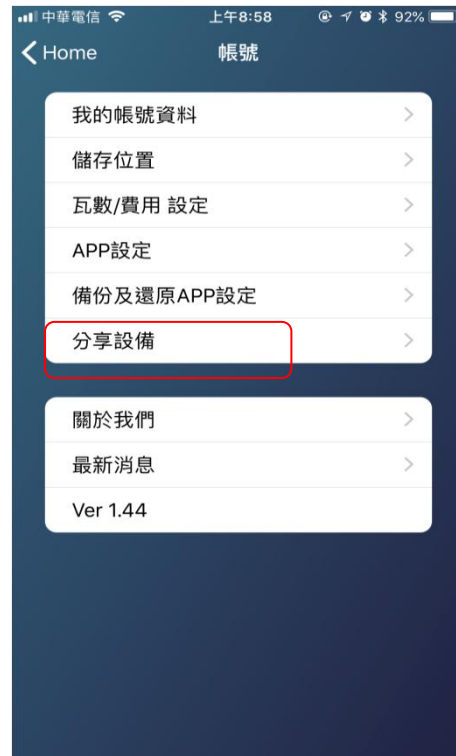 中華電信 上午8:58 92%
Home 帳號
我的帳號資料
儲存位置
瓦數/費用 設定
APP設定
備份及還原APP設定
分享設備
關於我們
最新消息
Ver 1.44